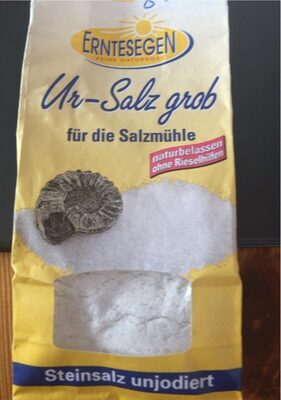 ERNTESEGEN
FEINE NATURKOST
Ur-Salz grob
für die Salzmühle
naturbelassen
ohne Rieselhilfen
Steinsalz unjodiert